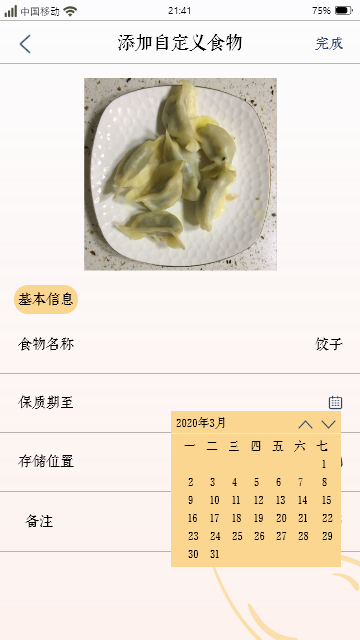 中国移动 21:41 75%
添加自定义食物 完成
基本信息
食物名称 饺子
保质期至
2020年3月
一 二 三 四 五 六 七
1
2 3 4 5 6 7 8
9 10 11 12 13 14 15
16 17 18 19 20 21 22
23 24 25 26 27 28 29
30 31
存储位置
备注